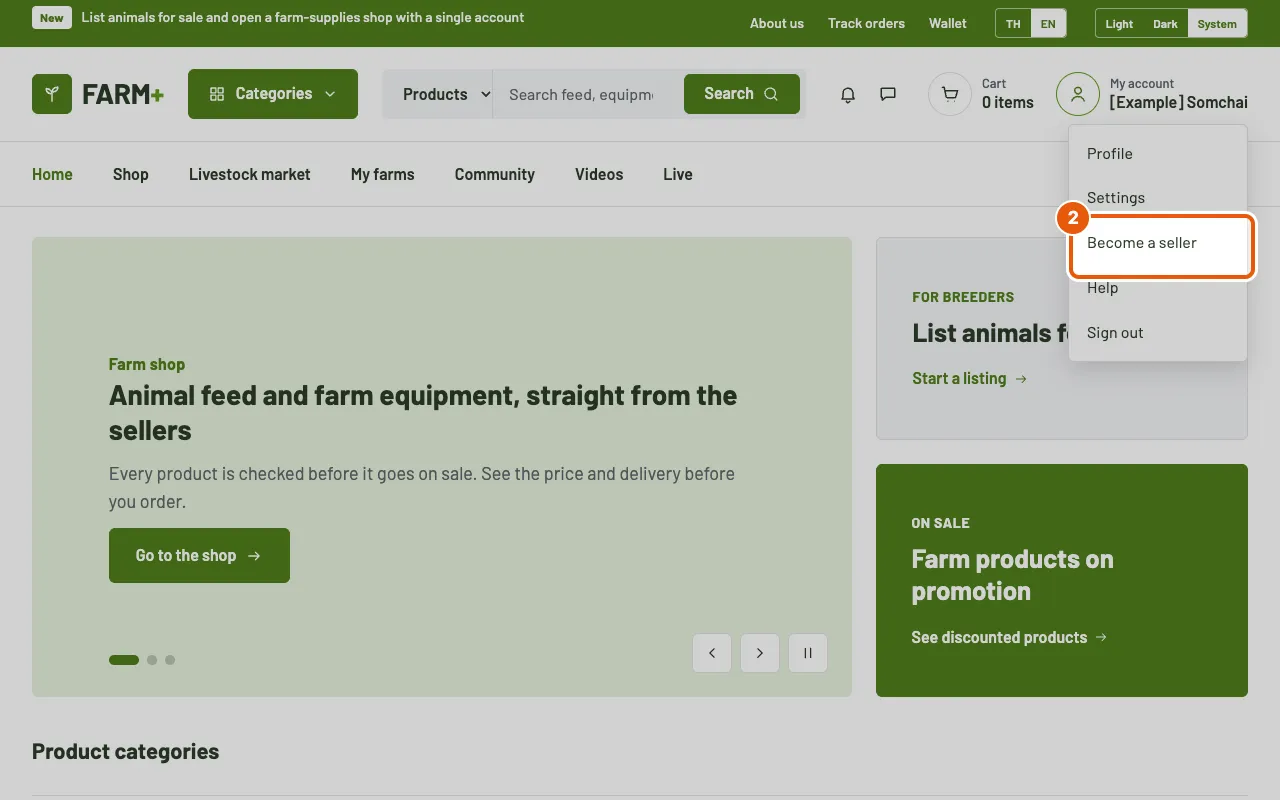 New List animals for sale and open a farm-supplies shop with a single account
About us Track orders Wallet TH EN Light Dark System
FARM+
Categories
Products
Search feed, equipm
Search
Cart
0 items
My account
[Example] Somchai
Home Shop Livestock market My farms Community Videos Live
Profile
Settings
2
Become a seller
Help
Sign out
Farm shop
Animal feed and farm equipment, straight from the
sellers
Every product is checked before it goes on sale. See the price and delivery before
you order.
Go to the shop →
FOR BREEDERS
List animals f
Start a listing →
ON SALE
Farm products on
promotion
See discounted products →
Product categories